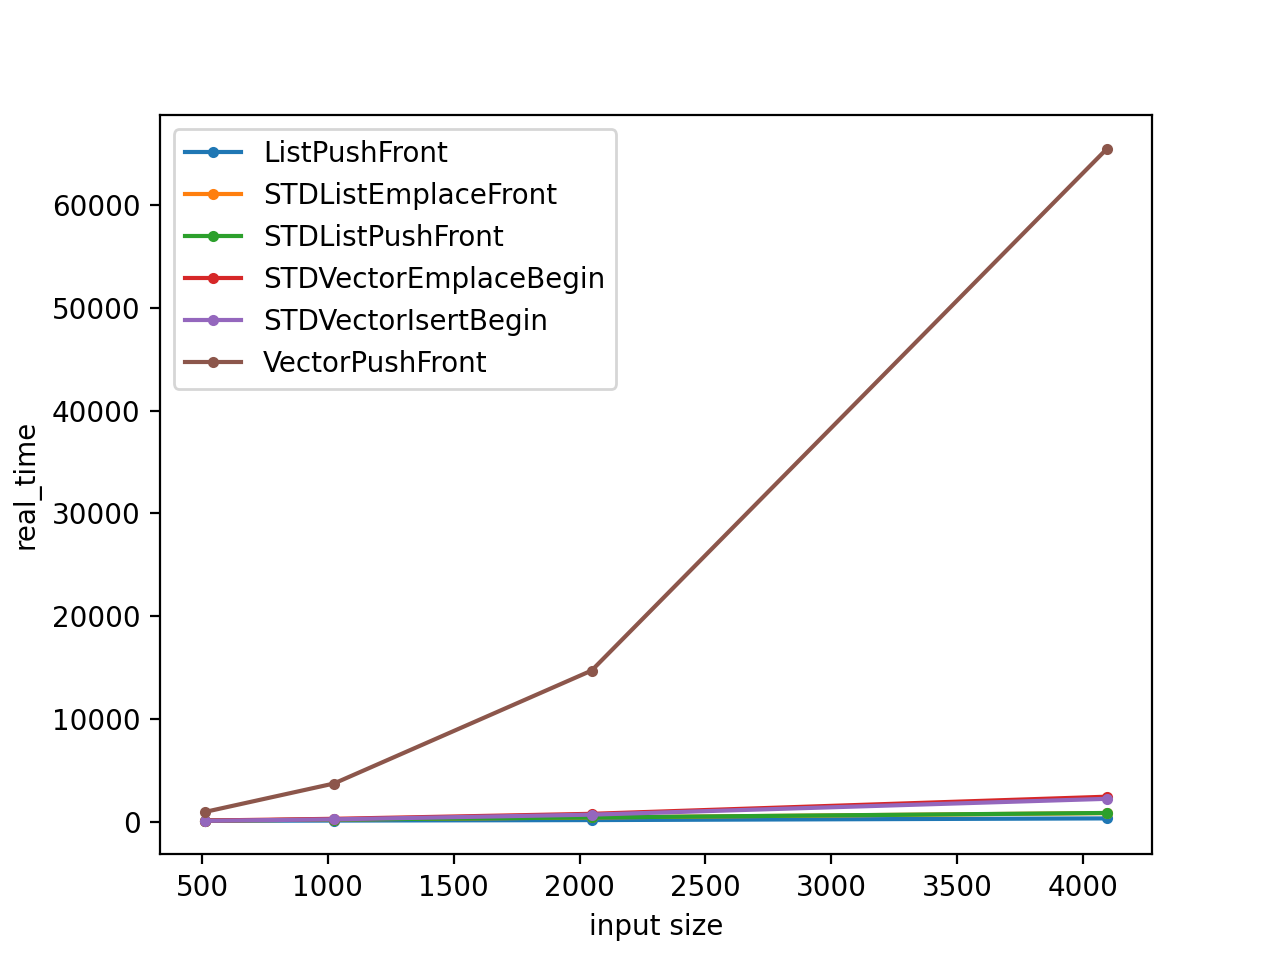 ListPushFront
STDListEmplaceFront
STDListPushFront
STDVectorEmplaceBegin
STDVectorIsertBegin
VectorPushFront
60000
50000
40000
30000
20000
10000
0
real_time
500 1000 1500 2000 2500 3000 3500 4000
input size